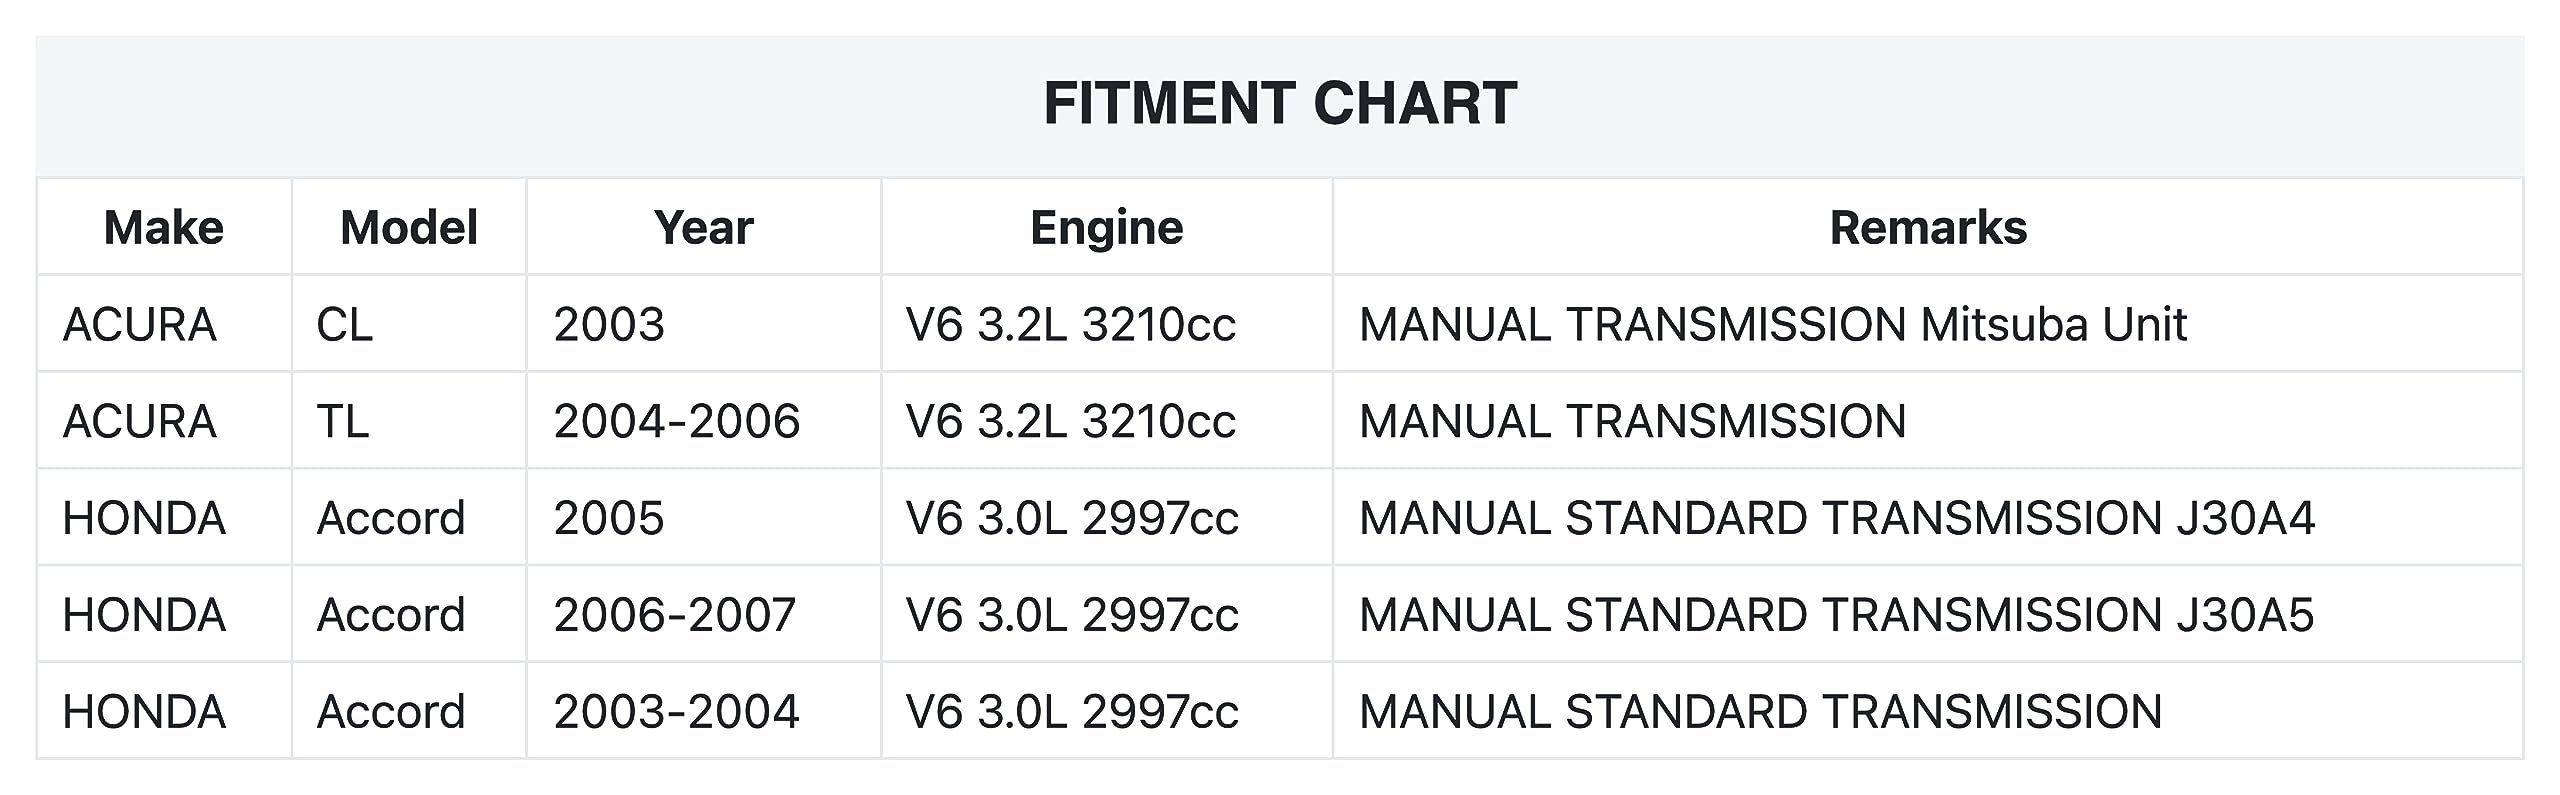 FITMENT CHART
Make Model Year Engine Remarks
ACURA CL 2003 V6 3.2L 3210cc MANUAL TRANSMISSION Mitsuba Unit
ACURA TL 2004-2006 V6 3.2L 3210cc MANUAL TRANSMISSION
HONDA Accord 2005 V6 3.0L 2997cc MANUAL STANDARD TRANSMISSION J30A4
HONDA Accord 2006-2007 V6 3.0L 2997cc MANUAL STANDARD TRANSMISSION J30A5
HONDA Accord 2003-2004 V6 3.0L 2997cc MANUAL STANDARD TRANSMISSION